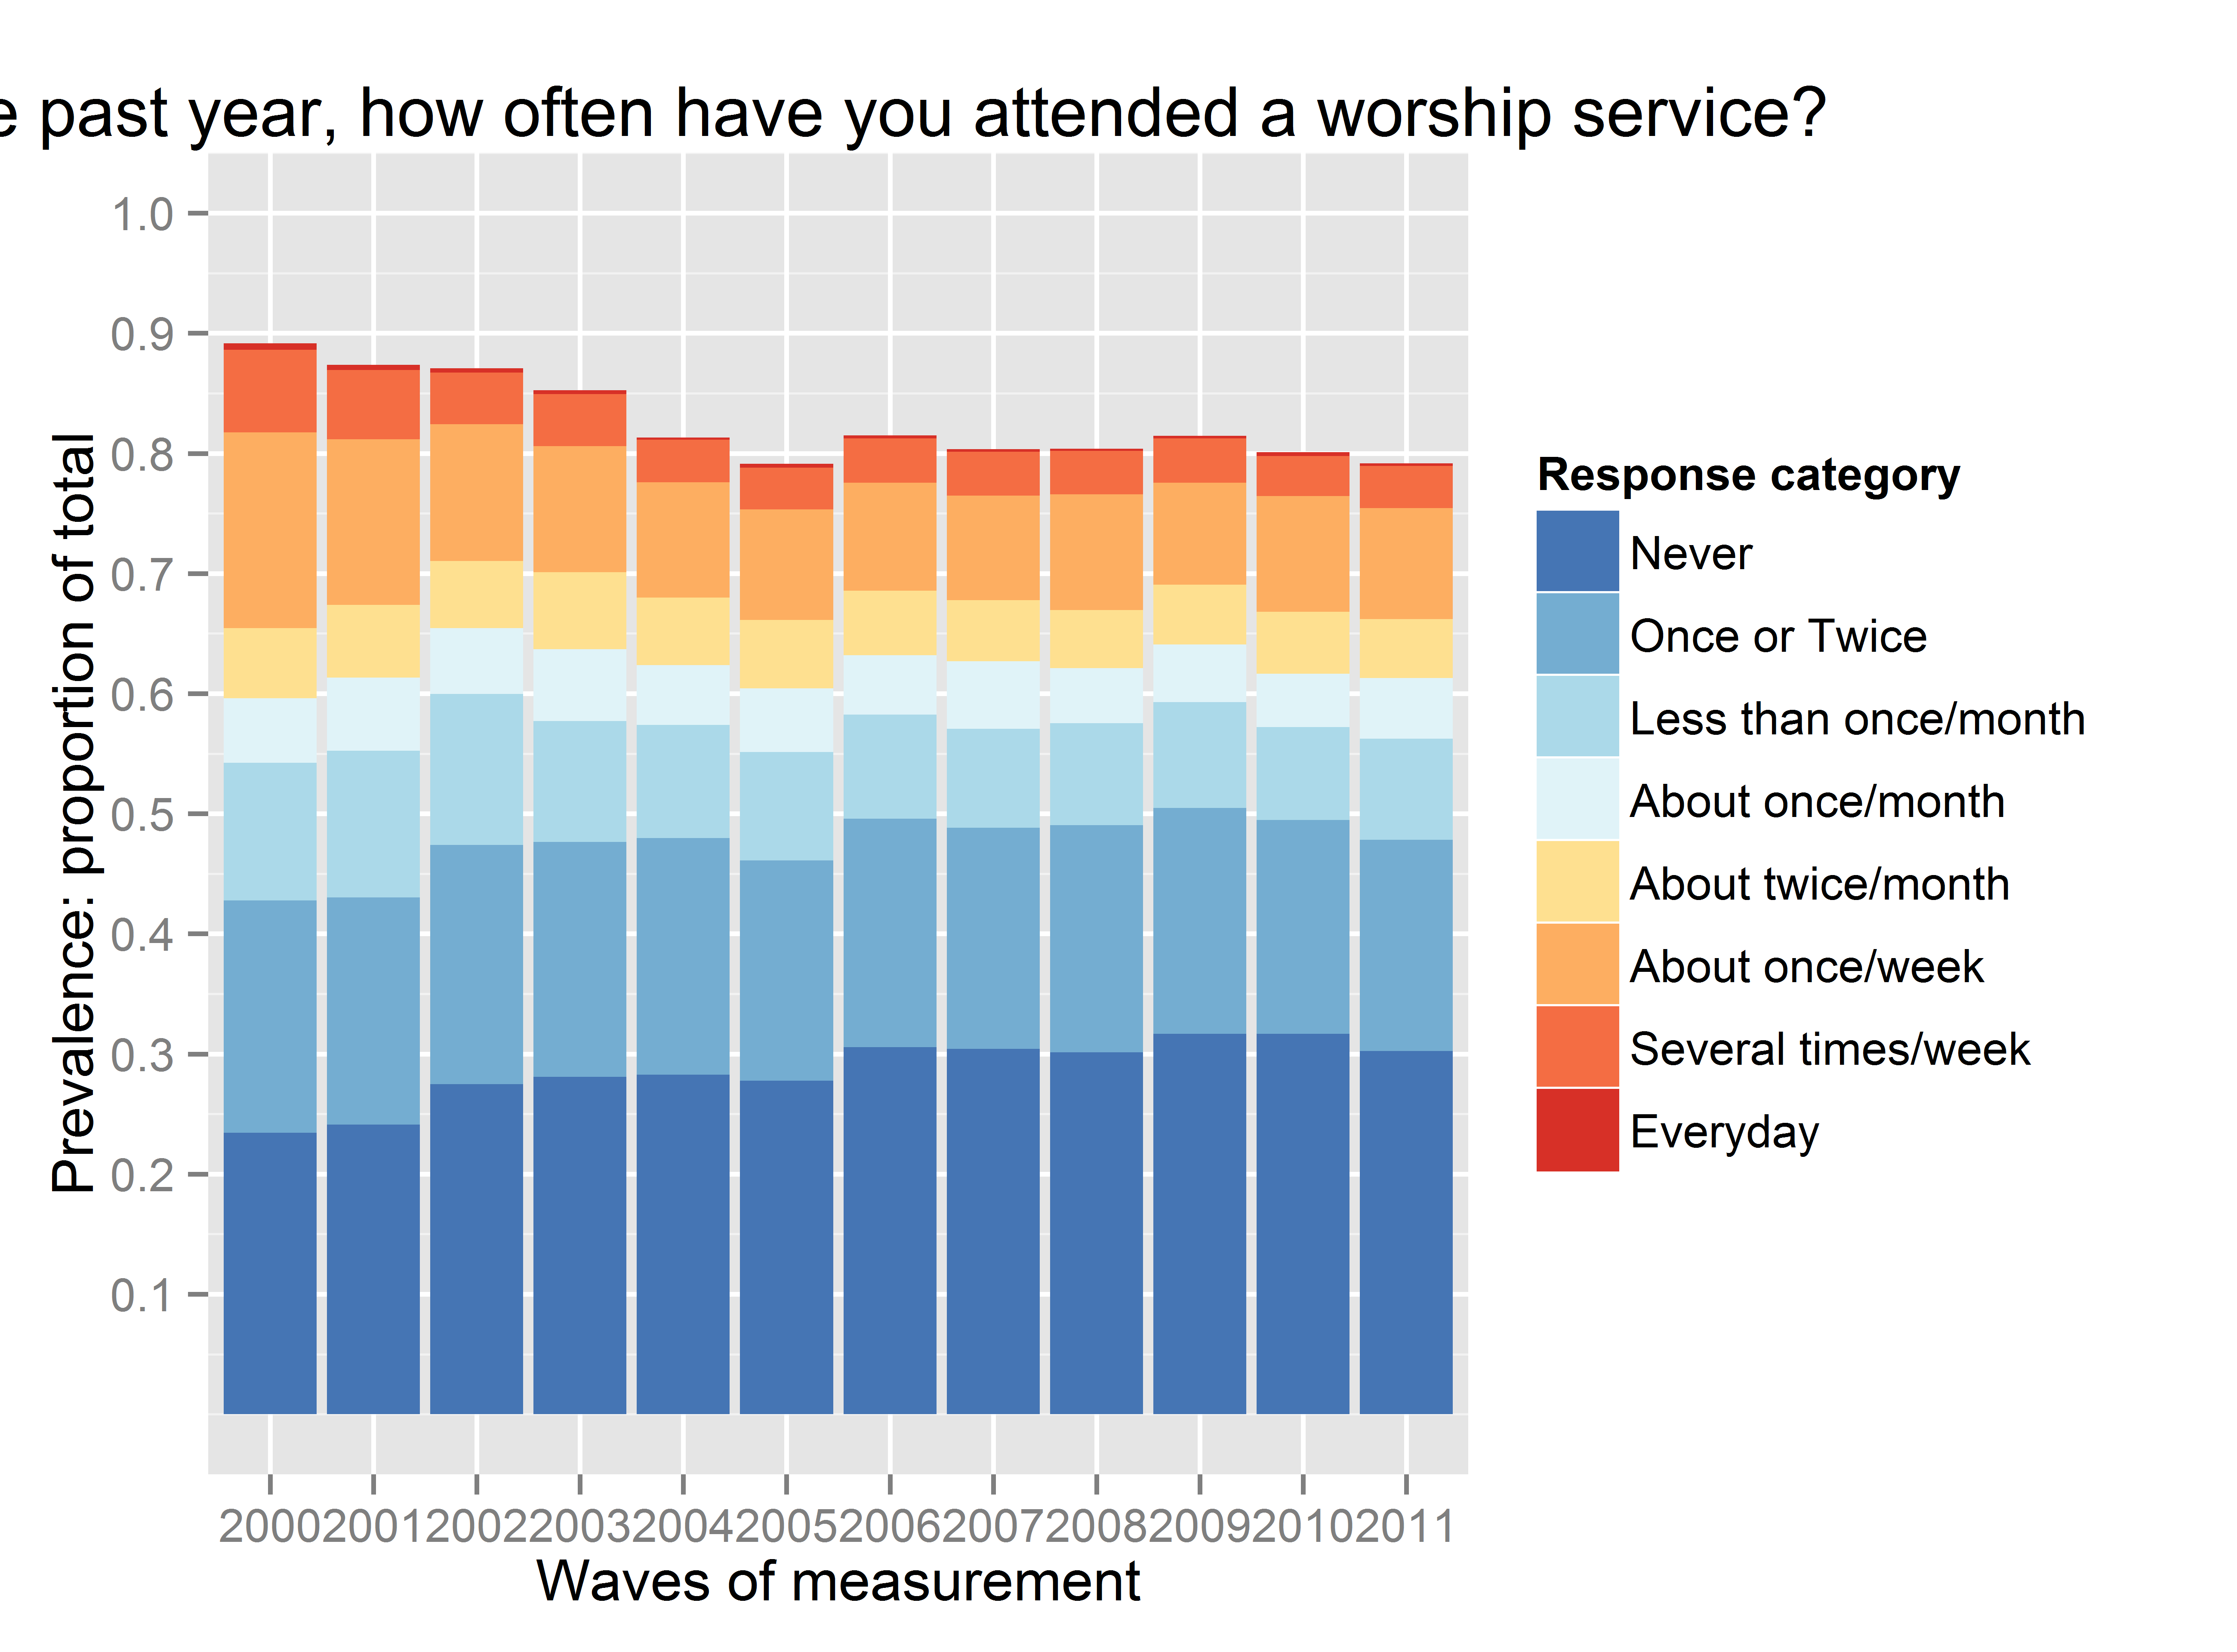 e past year, how often have you attended a worship service?
1.0
0.9
0.8
0.7
0.6
0.5
0.4
0.3
0.2
0.1
Prevalence: proportion of total
2000 2001 2002 2003 2004 2005 2006 2007 2008 2009 2010 2011
Waves of measurement
Response category
Never
Once or Twice
Less than once/month
About once/month
About twice/month
About once/week
Several times/week
Everyday